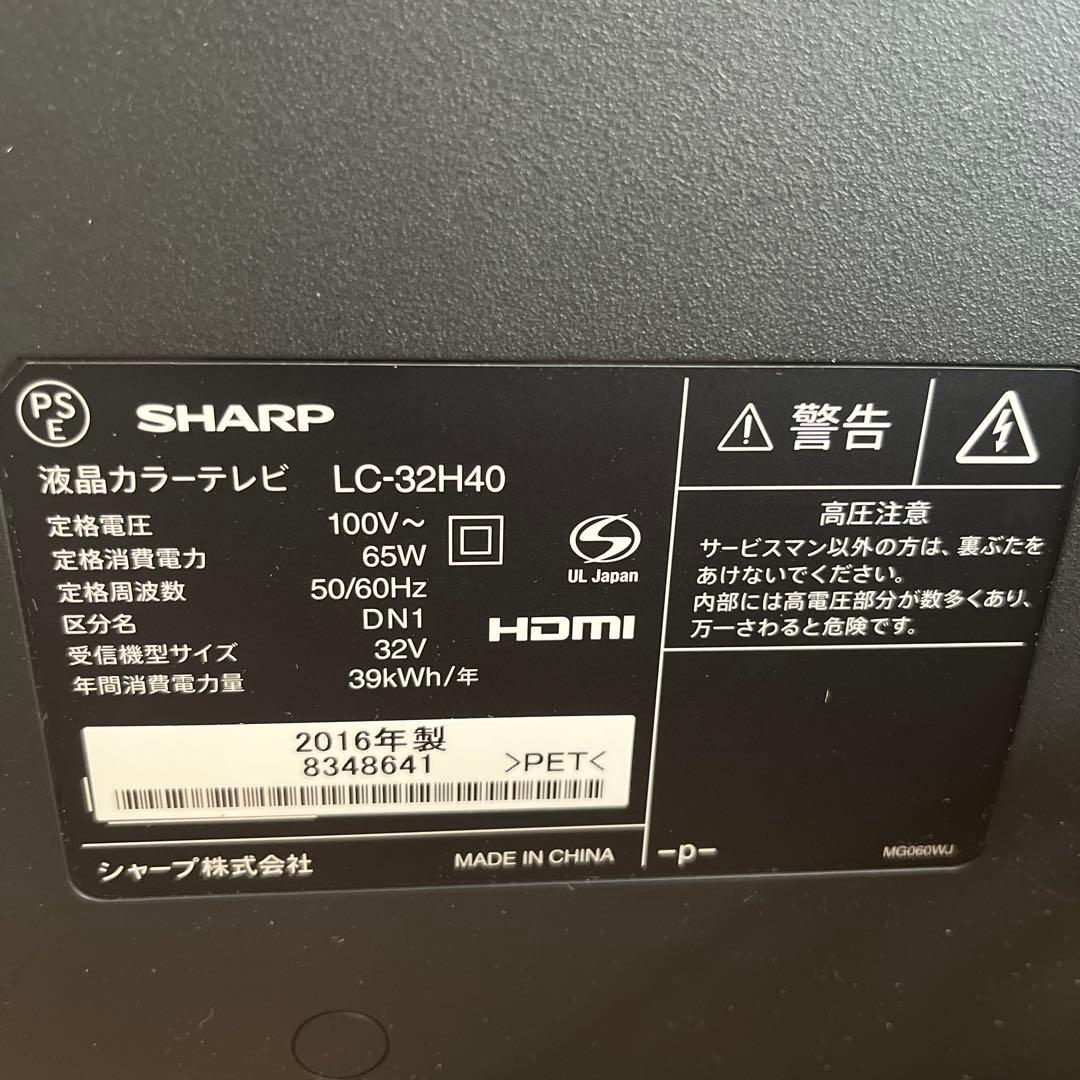 PSE
SHARP
液晶カラーテレビ LC-32H40
定格電圧 100V～
定格消費電力 65W
定格周波数 50/60Hz
区分名 DN1
受信機型サイズ 32V
年間消費電力量 39kWh/年
S
UL Japan
HDMI
2016年製
8348641 >PET<
シャープ株式会社 MADE IN CHINA
警告
高圧注意
サービスマン以外の方は、裏ぶたを
あけないでください。
内部には高電圧部分が数多くあり、
万一さわると危険です。
-p- MG060WJ